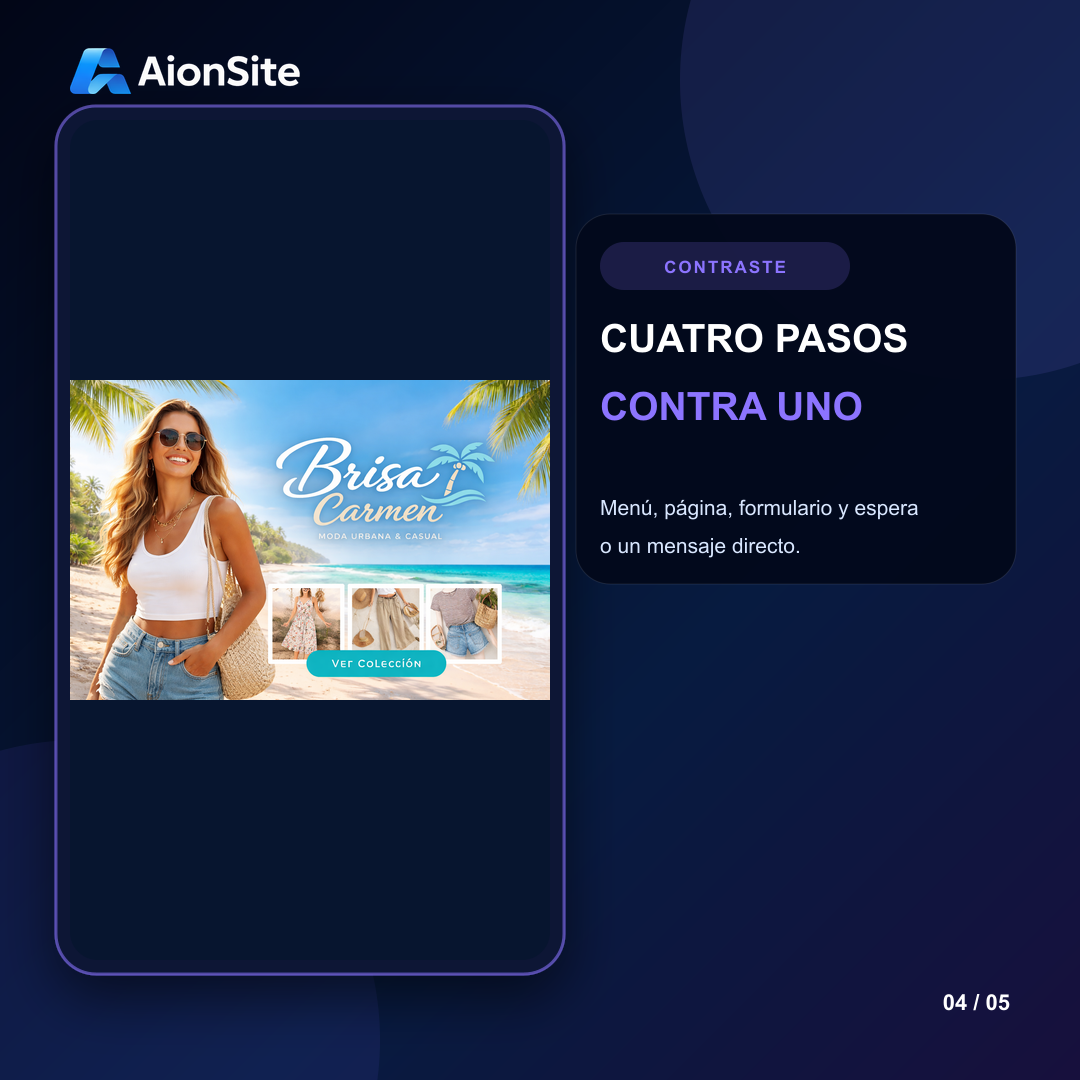 AionSite
Brisa
Carmen
MODA URBANA & CASUAL
Ver Colección
CONTRASTE
CUATRO PASOS
CONTRA UNO
Menú, página, formulario y espera
o un mensaje directo.
04 / 05